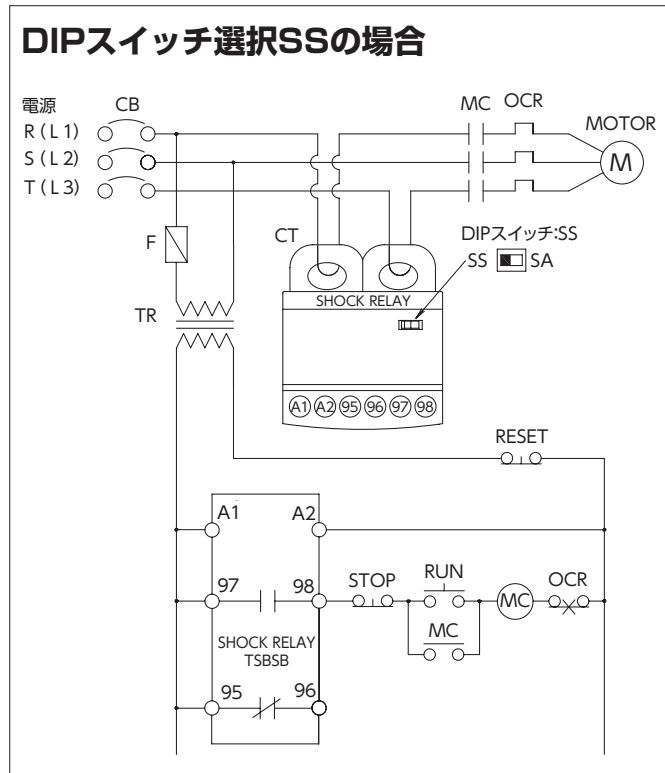 DIPスイッチ選択SSの場合
電源 CB MC OCR
R(L1) MOTOR
S(L2) M
T(L3)
F CT DIPスイッチ:SS
SS SA
TR SHOCK RELAY
A1 A2 95 96 97 98
RESET
A1 A2
97 98 STOP RUN MC OCR
MC
SHOCK RELAY
TSBSB
95 96